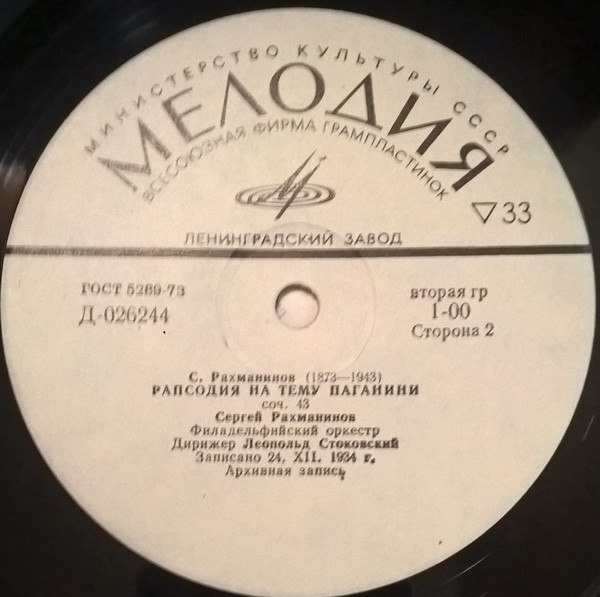 МИНИСТЕРСТВО КУЛЬТУРЫ СССР
МЕЛОДИЯ
ВСЕСОЮЗНАЯ ФИРМА ГРАМПЛАСТИНОК
▽33
ЛЕНИНГРАДСКИЙ ЗАВОД
ГОСТ 5289-73
Д-026244
вторая гр
1-00
Сторона 2
С. Рахманинов (1873—1943)
РАПСОДИЯ НА ТЕМУ ПАГАНИНИ
соч. 43
Сергей Рахманинов
Филадельфийский оркестр
Дирижер Леопольд Стоковский
Записано 24, XII. 1934 г.
Архивная запись